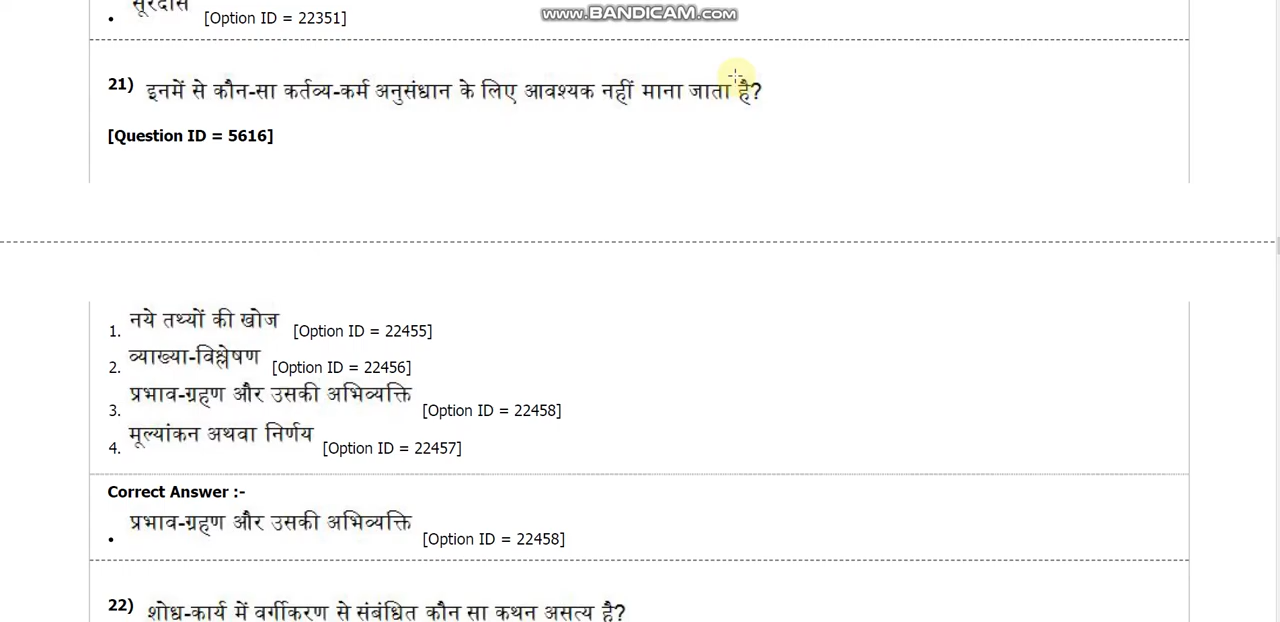 www.BANDICAM.com
सूरदास
• [Option ID = 22351]
21) इनमें से कौन-सा कर्तव्य-कर्म अनुसंधान के लिए आवश्यक नहीं माना जाता है?
[Question ID = 5616]
1. नये तथ्यों की खोज [Option ID = 22455]
2. व्याख्या-विश्लेषण [Option ID = 22456]
3. प्रभाव-ग्रहण और उसकी अभिव्यक्ति [Option ID = 22458]
4. मूल्यांकन अथवा निर्णय [Option ID = 22457]
Correct Answer :-
• प्रभाव-ग्रहण और उसकी अभिव्यक्ति [Option ID = 22458]
22) शोध-कार्य में वर्गीकरण से संबंधित कौन सा कथन असत्य है?